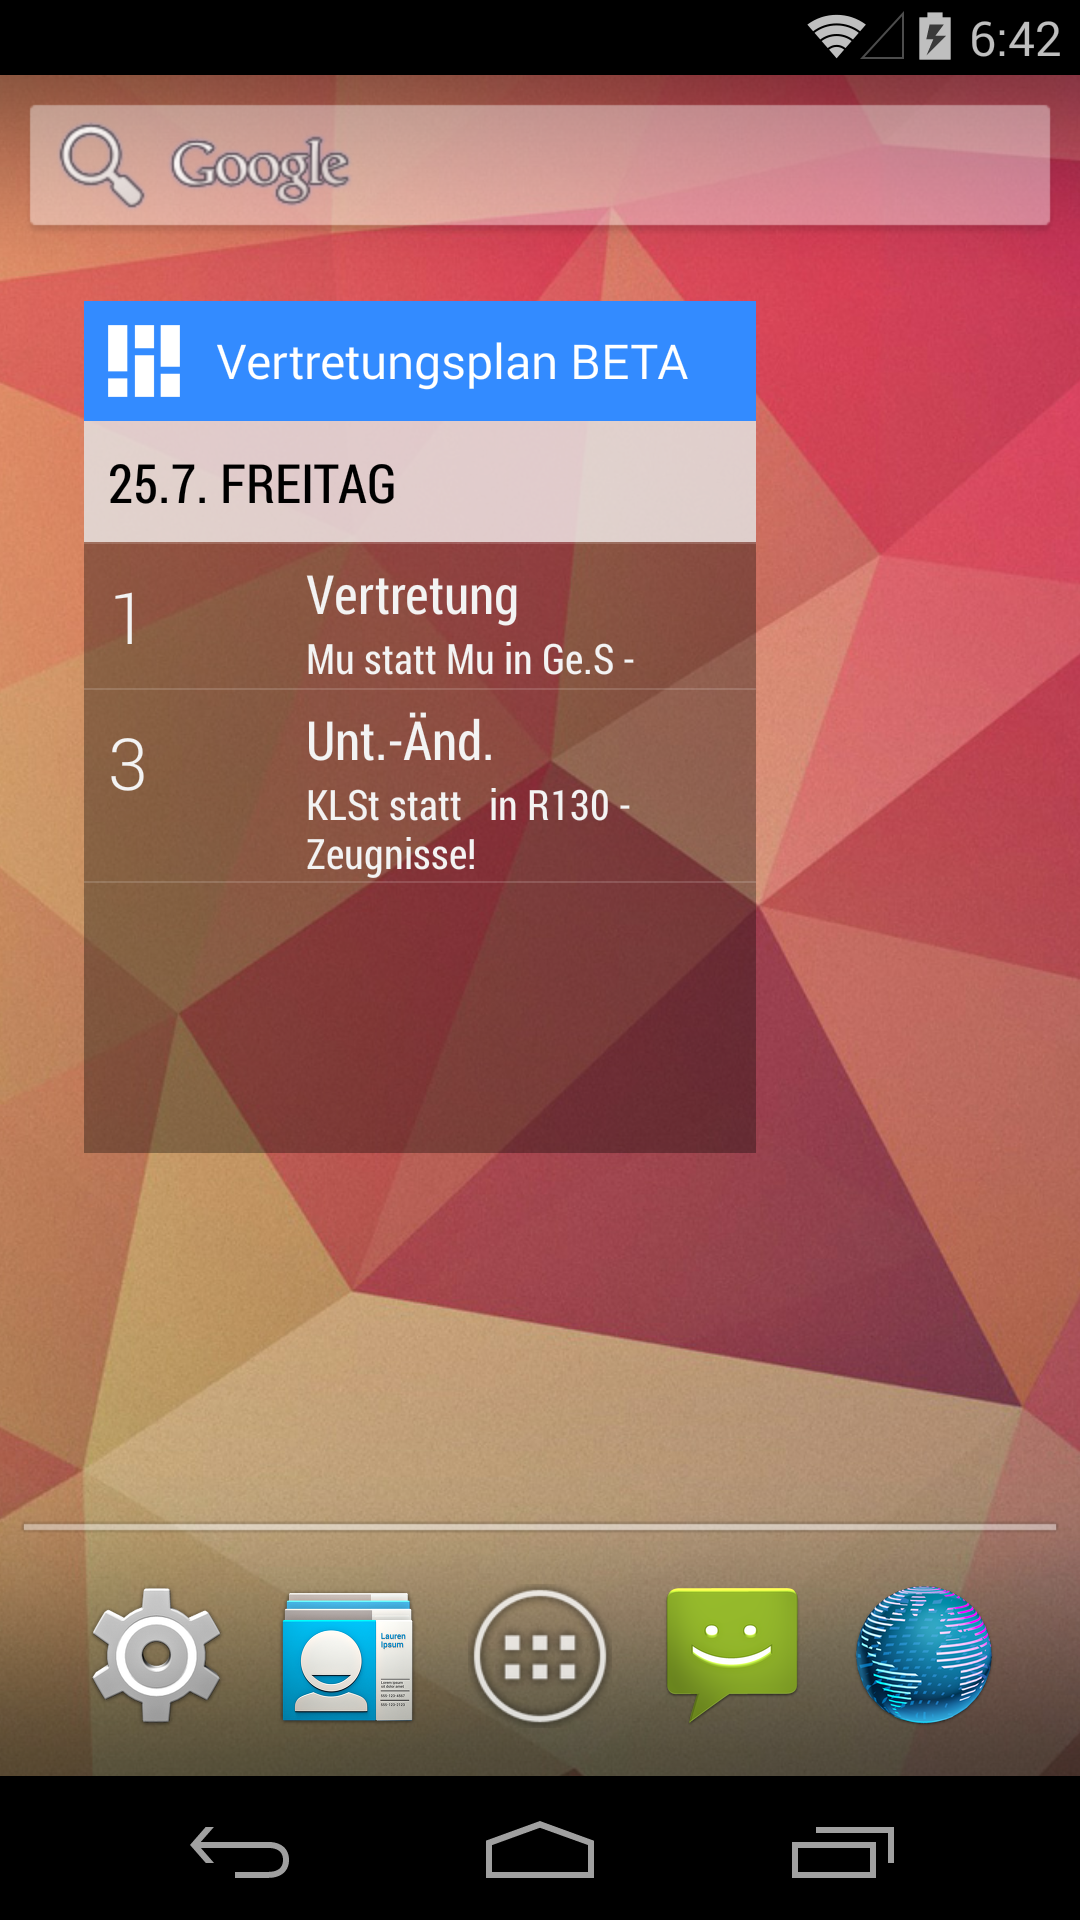 6:42
Google
Vertretungsplan BETA
25.7. FREITAG
1
Vertretung
Mu statt Mu in Ge.S -
3
Unt.-Änd.
KLSt statt   in R130 -
Zeugnisse!
Lauren
Ipsum